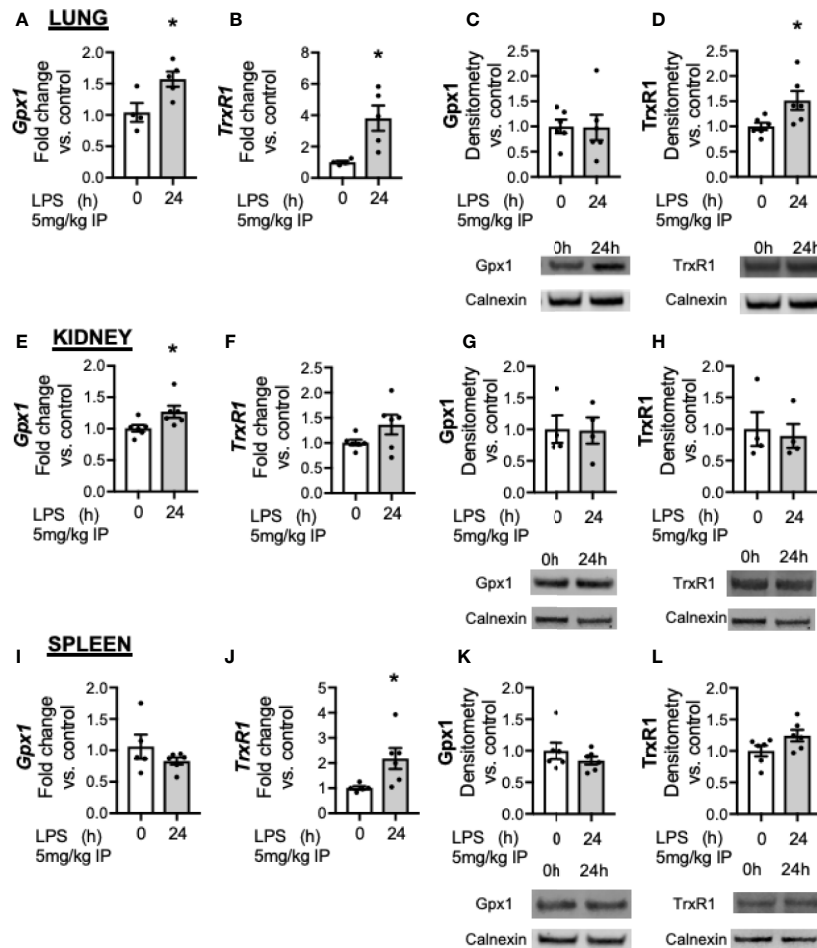 LUNG
A
Gpx1
Fold change
vs. control
2.0
1.5
1.0
0.5
0.0
*
0
24
LPS (h)
5mg/kg IP
B
TrxR1
Fold change
vs. control
8
6
4
2
0
*
0
24
LPS (h)
5mg/kg IP
C
Gpx1
Densitometry
vs. control
2.5
2.0
1.5
1.0
0.5
0.0
0
24
0h 24h
Gpx1
Calnexin
D
TrxR1
Densitometry
vs. control
2.5
2.0
1.5
1.0
0.5
0.0
*
0
24
0h 24h
TrxR1
Calnexin
KIDNEY
E
Gpx1
Fold change
vs. control
2.0
1.5
1.0
0.5
0.0
*
0
24
LPS (h)
5mg/kg IP
F
TrxR1
Fold change
vs. control
2.5
2.0
1.5
1.0
0.5
0.0
0
24
LPS (h)
5mg/kg IP
G
Gpx1
Densitometry
vs. control
2.0
1.5
1.0
0.5
0.0
0
24
LPS (h)
5mg/kg IP
0h 24h
Gpx1
Calnexin
H
TrxR1
Densitometry
vs. control
2.0
1.5
1.0
0.5
0.0
0
24
LPS (h)
5mg/kg IP
0h 24h
TrxR1
Calnexin
SPLEEN
I
Gpx1
Fold change
vs. control
2.0
1.5
1.0
0.5
0.0
0
24
LPS (h)
5mg/kg IP
J
TrxR1
Fold change
vs. control
5
4
3
2
1
0
*
0
24
LPS (h)
5mg/kg IP
K
Gpx1
Densitometry
vs. control
2.0
1.5
1.0
0.5
0.0
0
24
LPS (h)
5mg/kg IP
0h 24h
Gpx1
Calnexin
L
TrxR1
Densitometry
vs. control
2.0
1.5
1.0
0.5
0.0
0
24
LPS (h)
5mg/kg IP
0h 24h
TrxR1
Calnexin